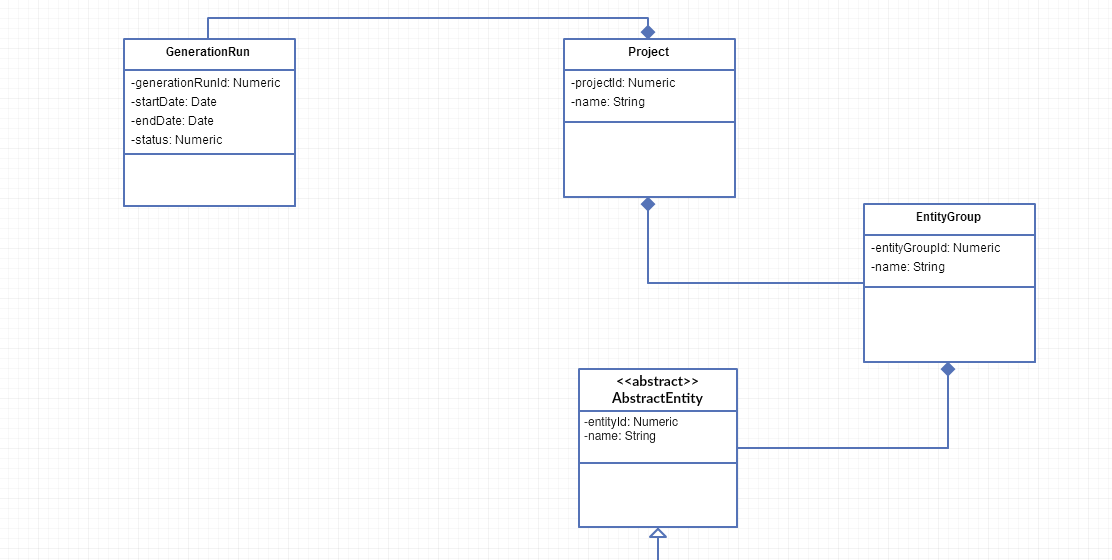 GenerationRun
-generationRunId: Numeric
-startDate: Date
-endDate: Date
-status: Numeric
Project
-projectId: Numeric
-name: String
EntityGroup
-entityGroupId: Numeric
-name: String
<<abstract>>
AbstractEntity
-entityId: Numeric
-name: String